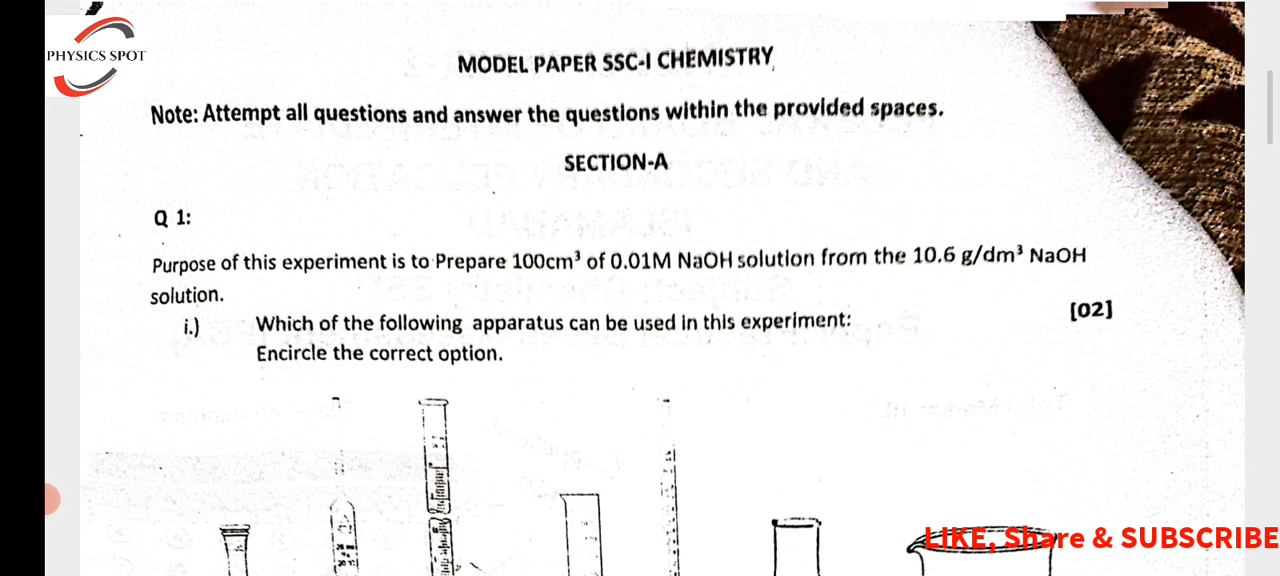 PHYSICS SPOT
MODEL PAPER SSC-I CHEMISTRY
Note: Attempt all questions and answer the questions within the provided spaces.
SECTION-A
Q 1:
Purpose of this experiment is to Prepare 100cm³ of 0.01M NaOH solution from the 10.6 g/dm³ NaOH
solution.
[02]
i.) Which of the following apparatus can be used in this experiment:
Encircle the correct option.
LIKE, Share & SUBSCRIBE